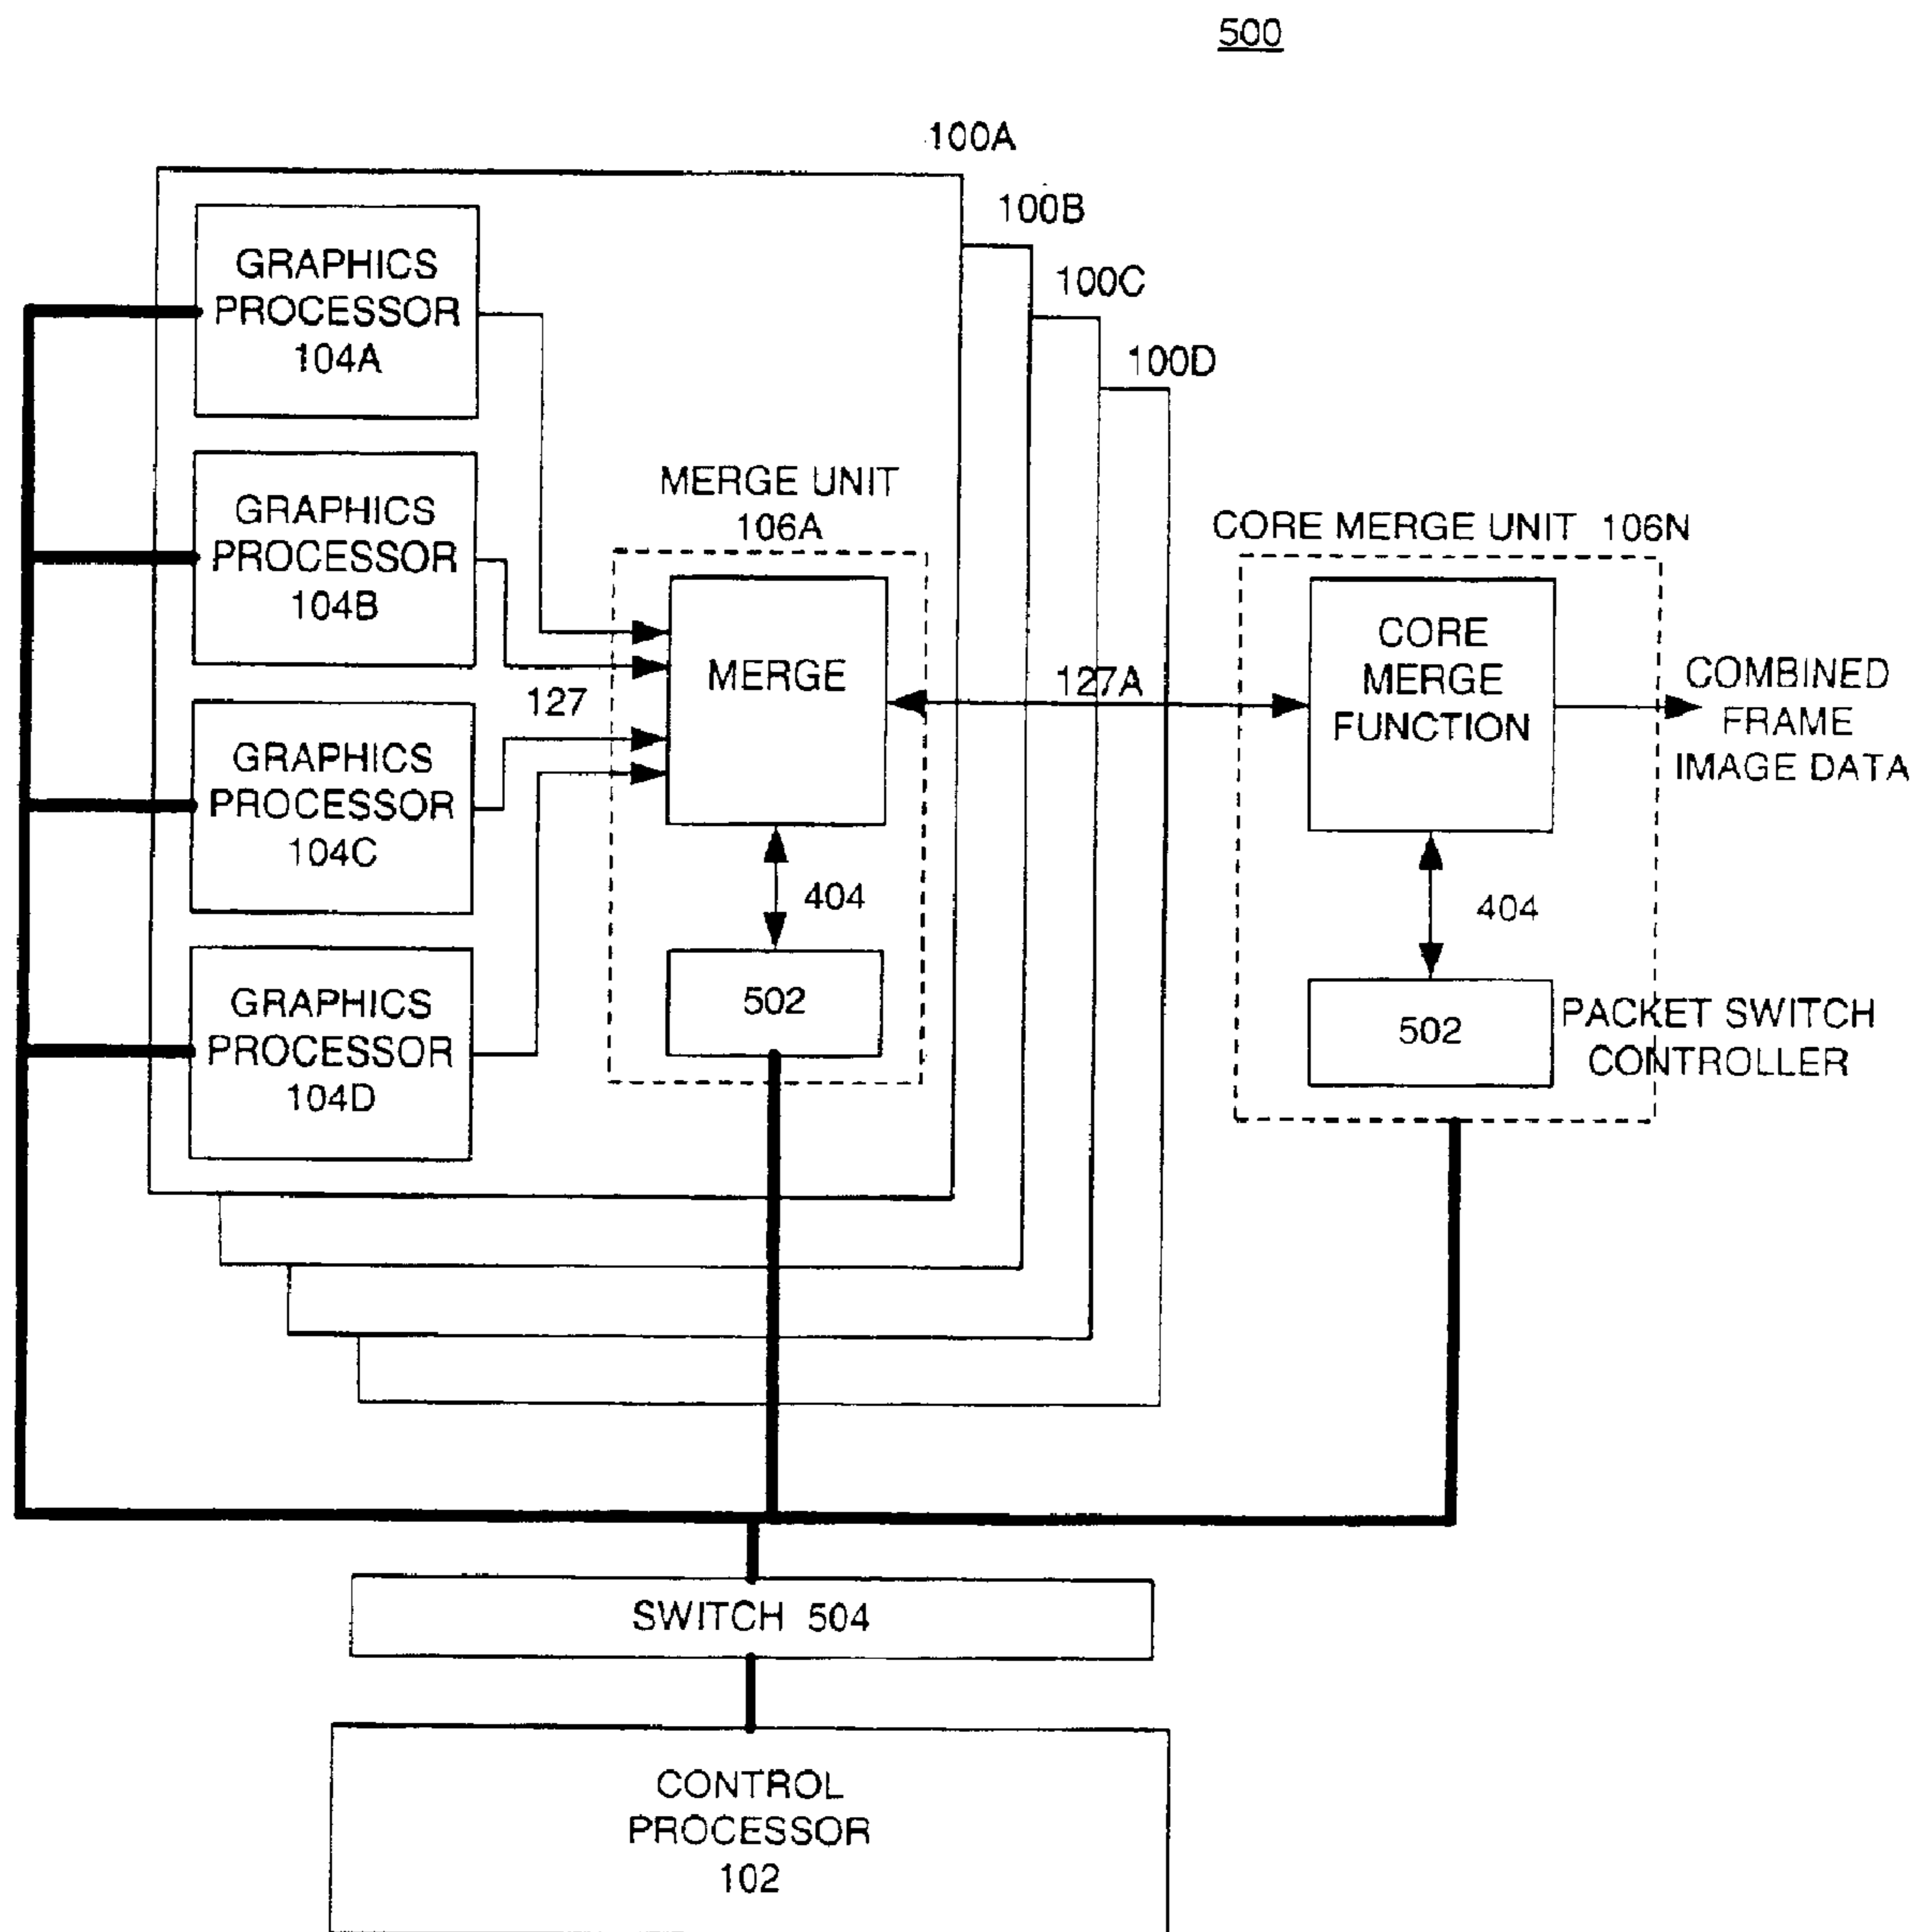 500
100A
100B
100C
100D
GRAPHICS
PROCESSOR
104A
GRAPHICS
PROCESSOR
104B
GRAPHICS
PROCESSOR
104C
GRAPHICS
PROCESSOR
104D
127
MERGE UNIT
106A
MERGE
404
502
127A
CORE MERGE UNIT 106N
CORE
MERGE
FUNCTION
404
502
PACKET SWITCH
CONTROLLER
COMBINED
FRAME
IMAGE DATA
SWITCH 504
CONTROL
PROCESSOR
102